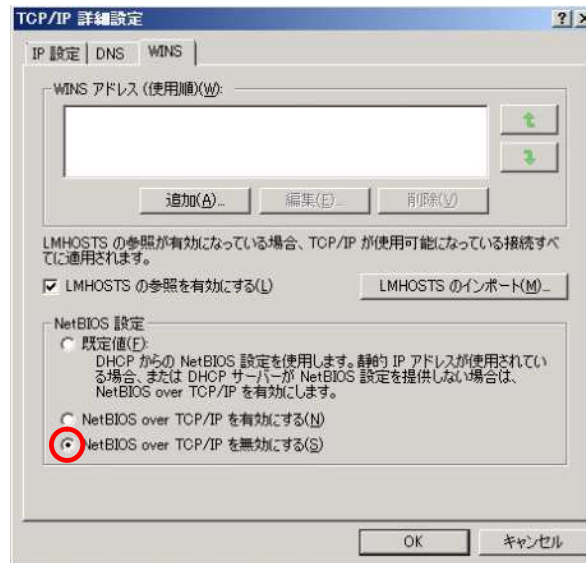 TCP/IP 詳細設定
IP 設定 DNS WINS
WINS アドレス (使用順)(W):
追加(A)... 編集(E)... 削除(V)
LMHOSTS の参照が有効になっている場合、TCP/IP が使用可能になっている接続すべ
てに適用されます。
LMHOSTS の参照を有効にする(L) LMHOSTS のインポート(M)...
NetBIOS 設定
既定値(F):
DHCP からの NetBIOS 設定を使用します。静的 IP アドレスが使用されてい
る場合、または DHCP サーバーが NetBIOS 設定を提供しない場合は、
NetBIOS over TCP/IP を有効にします。
NetBIOS over TCP/IP を有効にする(N)
NetBIOS over TCP/IP を無効にする(S)
OK キャンセル